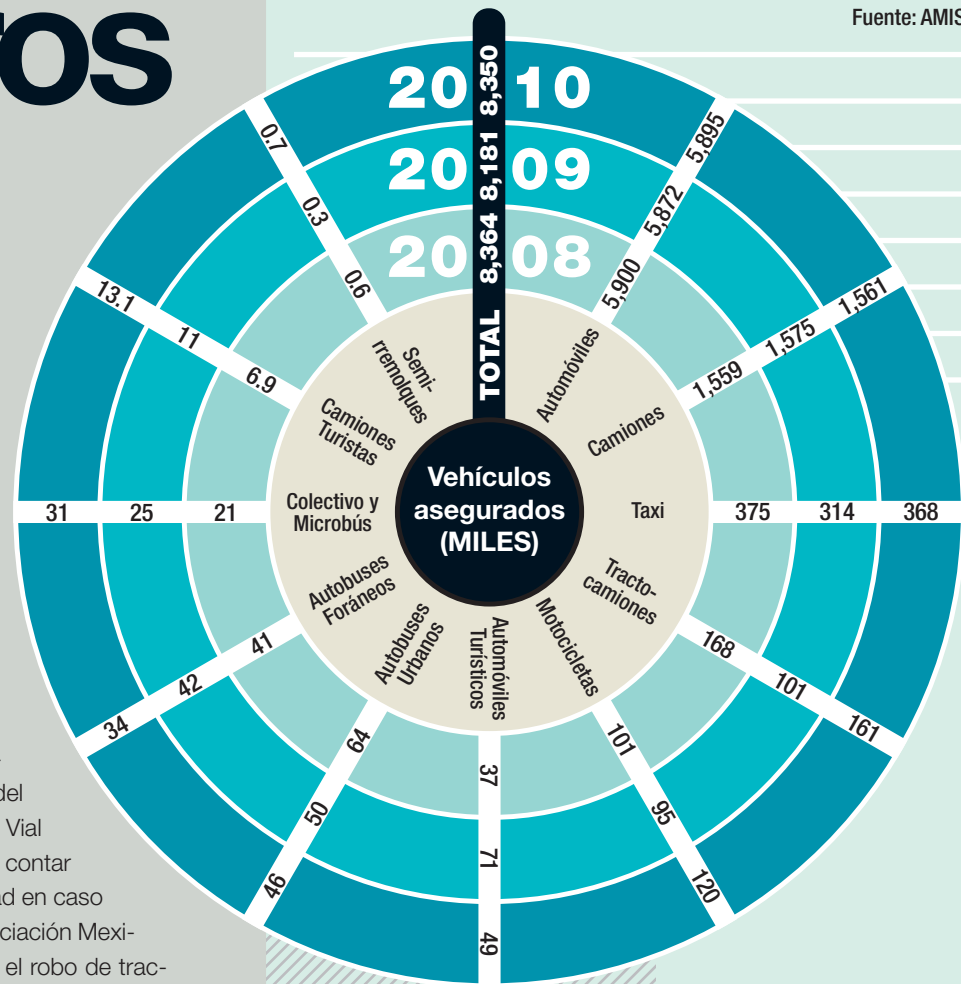 ros
Fuente: AMIS
Vehículos
asegurados
(MILES)
2010
2009
2008
TOTAL 8,364 8,181 8,350
Automóviles
5,900 5,872 5,895
Camiones
1,559 1,575 1,561
Taxi
375 314 368
Tracto-
camiones
168 101 161
Motocicletas
101 95 120
Automóviles
Turísticos
37 71 49
Autobuses
Urbanos
64 50 46
Autobuses
Foráneos
41 42 34
Colectivo y
Microbús
21 25 31
Camiones
Turistas
6.9 11 13.1
Semi-
rremolques
0.6 0.3 0.7
del
Vial
contar
ad en caso
ciación Mexi-
el robo de trac-